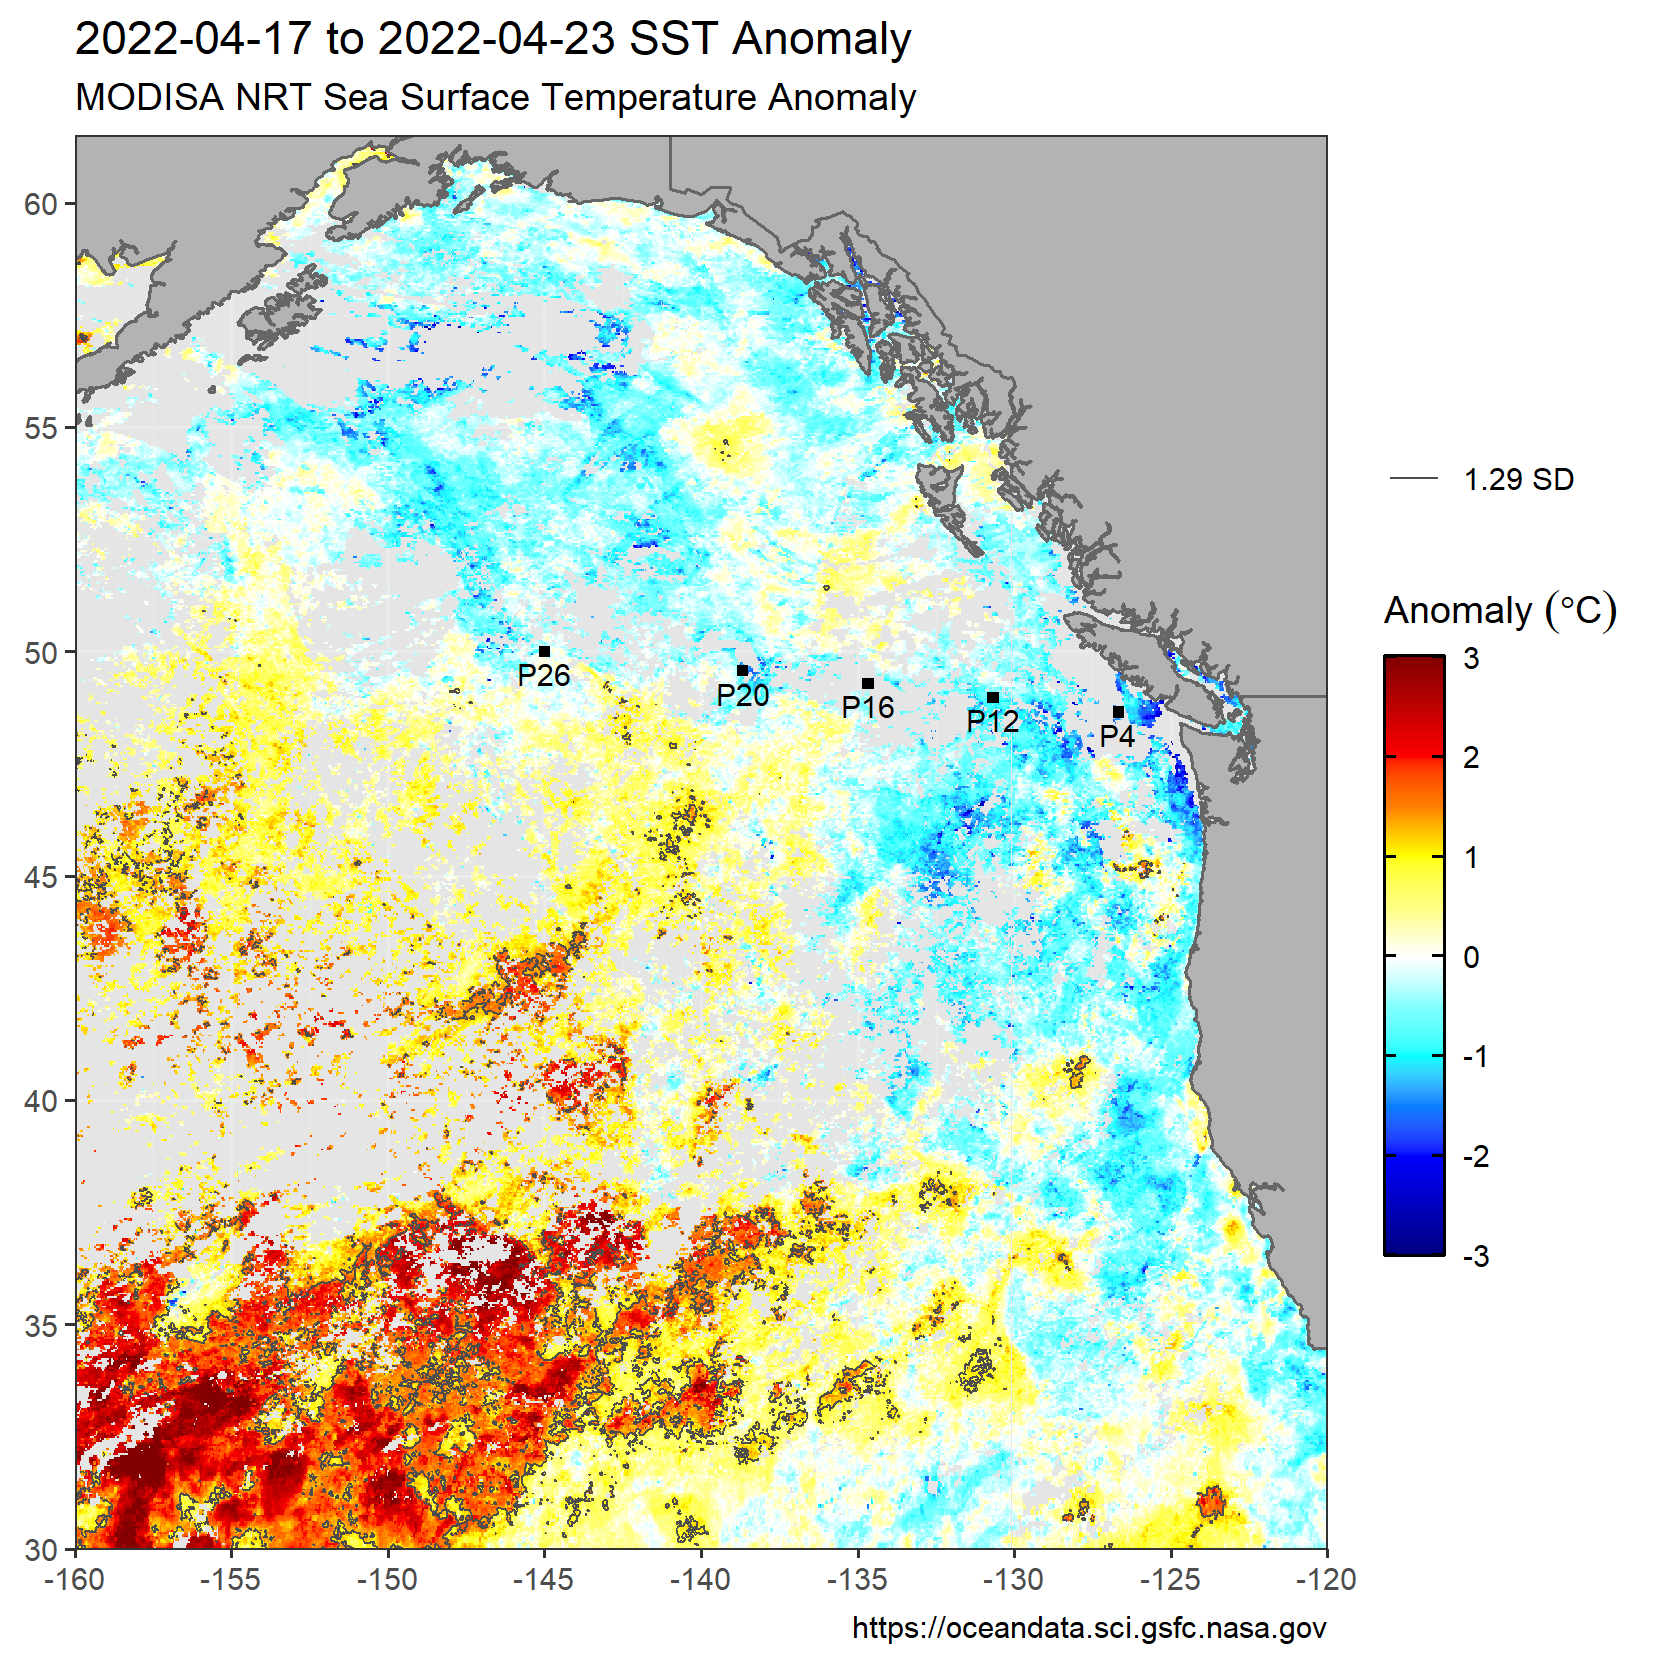 2022-04-17 to 2022-04-23 SST Anomaly
MODISA NRT Sea Surface Temperature Anomaly
60
55
50
45
40
35
30
-160
-155
-150
-145
-140
-135
-130
-125
-120
P26
P20
P16
P12
P4
1.29 SD
Anomaly (°C)
3
2
1
0
-1
-2
-3
https://oceandata.sci.gsfc.nasa.gov